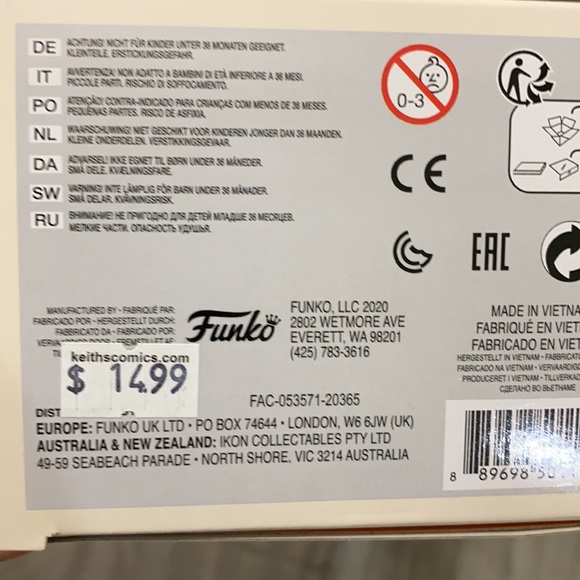 DE ACHTUNG! NICHT FÜR KINDER UNTER 36 MONATEN GEEIGNET.
KLEINTEILE. ERSTICKUNGSGEFAHR.
IT AVVERTENZA! NON ADATTO A BAMBINI DI ETÀ INFERIORE A 36 MESI.
PICCOLE PARTI. RISCHIO DI SOFFOCAMENTO.
PO ATENÇÃO! CONTRA-INDICADO PARA CRIANÇAS COM MENOS DE 36 MESES.
PEQUENAS PARTES. RISCO DE ASFIXIA.
NL WAARSCHUWING! NIET GESCHIKT VOOR KINDEREN JONGER DAN 36 MAANDEN.
KLEINE ONDERDELEN. VERSTIKKINGSGEVAAR.
DA ADVARSEL! IKKE EGNET TIL BØRN UNDER 36 MÅNEDER.
SMÅ DELE. KVÆLNINGSFARE.
SW VARNING! INTE LÄMPLIG FÖR BARN UNDER 36 MÅNADER.
SMÅ DELAR. KVÄVNINGSRISK.
RU ВНИМАНИЕ! НЕ ПРИГОДНО ДЛЯ ДЕТЕЙ МЛАДШЕ 36 МЕСЯЦЕВ.
МЕЛКИЕ ЧАСТИ. ОПАСНОСТЬ УДУШЬЯ.
0-3
CE
EAC
MANUFACTURED BY • FABRIQUÉ PAR:
FABRICADO POR • HERGESTELLT DURCH:
FABBRICATO DA • FABRICADO POR:
Funko
FUNKO, LLC 2020
2802 WETMORE AVE
EVERETT, WA 98201
(425) 783-3616
keithscomics.com
$ 14.99
FAC-053571-20365
DIST
EUROPE: FUNKO UK LTD • PO BOX 74644 • LONDON, W6 6JW (UK)
AUSTRALIA & NEW ZEALAND: IKON COLLECTABLES PTY LTD
49-59 SEABEACH PARADE • NORTH SHORE, VIC 3214 AUSTRALIA
MADE IN VIETNA
FABRIQUÉ EN VIET
FABRICADO EN VIET
HERGESTELLT IN VIETNAM • FABBRICAT
FABRICADO NA VIETNAM • VERVAARDIG
PRODUCERET I VIETNAM • TILLVERKAD
СДЕЛАНО ВО ВЬЕТНАМЕ
8 89698